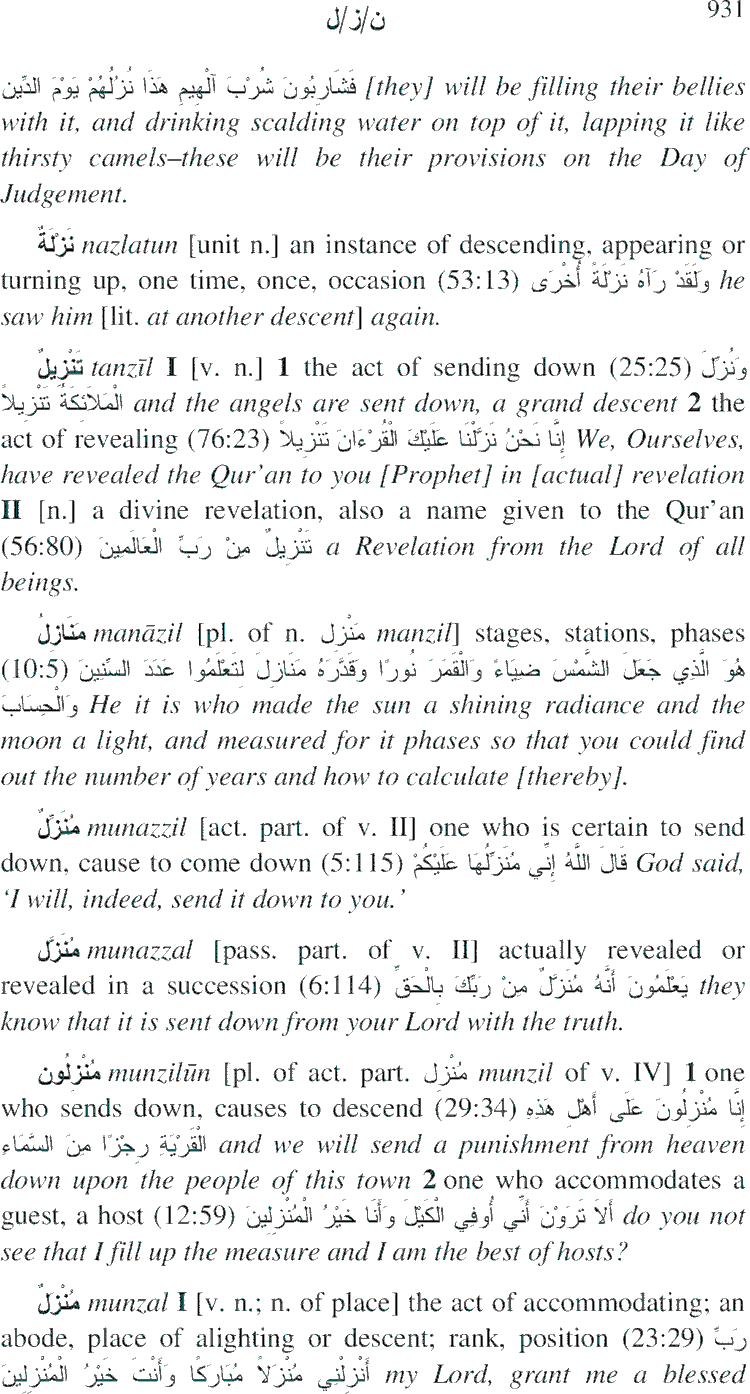 ن/ز/ل 931
فَشَارِبُونَ شُرْبَ آلْهِيمِ هَذَا نُزُلُهُمْ يَوْمَ الدِّين [they] will be filling their bellies
with it, and drinking scalding water on top of it, lapping it like
thirsty camels–these will be their provisions on the Day of
Judgement.
نَزْلَةٌ nazlatun [unit n.] an instance of descending, appearing or
turning up, one time, once, occasion (53:13) وَلَقَدْ رَآهُ نَزْلَةً أُخْرَى he
saw him [lit. at another descent] again.
تَنْزِيلٌ tanzīl I [v. n.] 1 the act of sending down (25:25) وَنُزِّلَ
الْمَلاَئِكَةُ تَنْزِيلاً and the angels are sent down, a grand descent 2 the
act of revealing (76:23) إِنَّا نَحْنُ نَزَّلْنَا عَلَيْكَ الْقُرْءَانَ تَنْزِيلاً We, Ourselves,
have revealed the Qur'an to you [Prophet] in [actual] revelation
II [n.] a divine revelation, also a name given to the Qur'an
(56:80) تَنْزِيلٌ مِنْ رَبِّ الْعَالَمِينَ a Revelation from the Lord of all
beings.
مَنَازِلُ manāzil [pl. of n. مَنْزِل manzil] stages, stations, phases
(10:5) هُوَ الَّذِي جَعَلَ الشَّمْسَ ضِيَاءً وَالْقَمَرَ نُورًا وَقَدَّرَهُ مَنَازِلَ لِتَعْلَمُوا عَدَدَ السِّنِينَ
وَالْحِسَابَ He it is who made the sun a shining radiance and the
moon a light, and measured for it phases so that you could find
out the number of years and how to calculate [thereby].
مُنَزِّلٌ munazzil [act. part. of v. II] one who is certain to send
down, cause to come down (5:115) قَالَ اللَّهُ إِنِّي مُنَزِّلُهَا عَلَيْكُمْ God said,
'I will, indeed, send it down to you.'
مُنَزَّل munazzal [pass. part. of v. II] actually revealed or
revealed in a succession (6:114) يَعْلَمُونَ أَنَّهُ مُنَزَّلٌ مِنْ رَبِّكَ بِالْحَقِّ they
know that it is sent down from your Lord with the truth.
مُنْزِلُون munzilūn [pl. of act. part. مُنْزِل munzil of v. IV] 1 one
who sends down, causes to descend (29:34) إِنَّا مُنْزِلُونَ عَلَى أَهْلِ هَذِهِ
الْقَرْيَةِ رِجْزًا مِنَ السَّمَاءِ and we will send a punishment from heaven
down upon the people of this town 2 one who accommodates a
guest, a host (12:59) أَلاَ تَرَوْنَ أَنِّي أُوفِي الْكَيْلَ وَأَنَا خَيْرُ الْمُنْزِلِينَ do you not
see that I fill up the measure and I am the best of hosts?
مُنْزَلٌ munzal I [v. n.; n. of place] the act of accommodating; an
abode, place of alighting or descent; rank, position (23:29) رَبِّ
أَنْزِلْنِي مُنْزَلاً مُبَارَكًا وَأَنْتَ خَيْرُ الْمُنْزِلِينَ my Lord, grant me a blessed